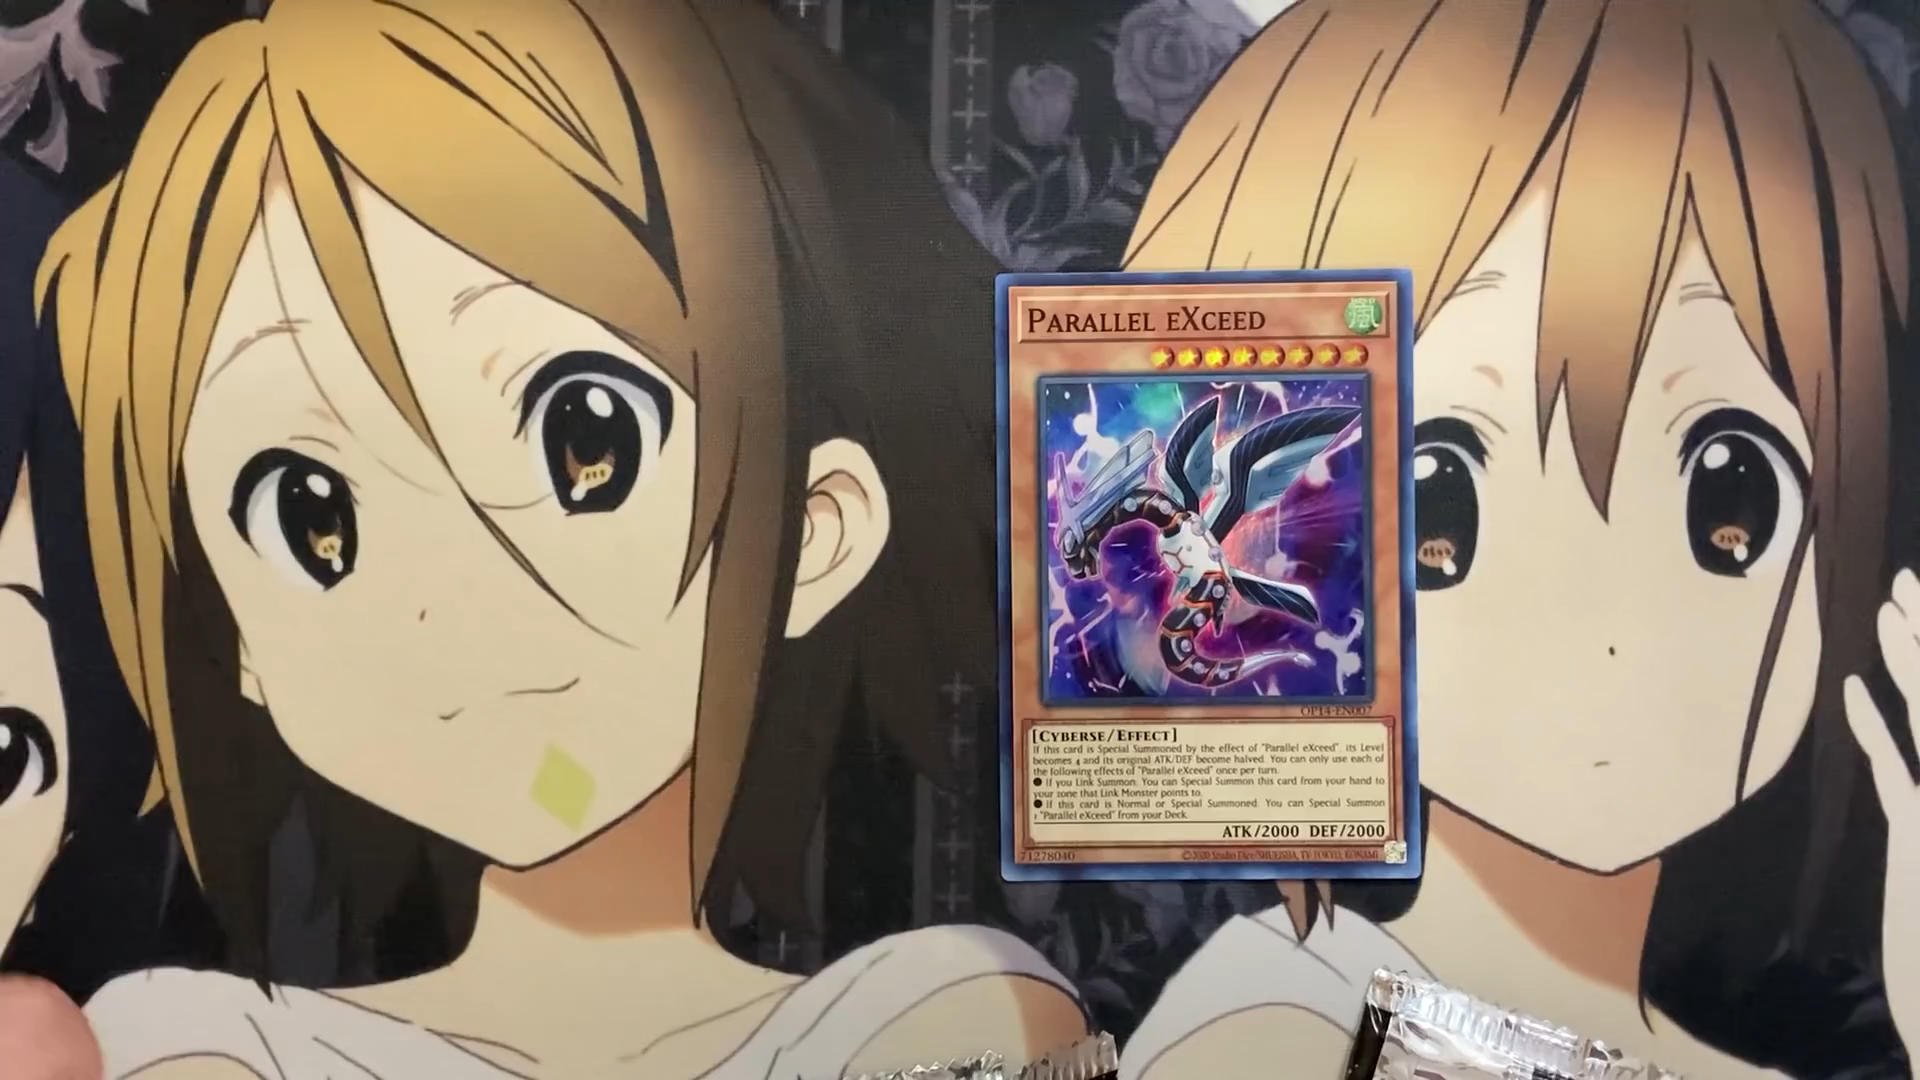 PARALLEL eXCEED
風
OP14-EN007
[CYBERSE/EFFECT]
If this card is Special Summoned by the effect of "Parallel eXceed", its Level
becomes 4 and its original ATK/DEF become halved. You can only use each of
the following effects of "Parallel eXceed" once per turn.
● If you Link Summon: You can Special Summon this card from your hand to
your zone that Link Monster points to.
● If this card is Normal or Special Summoned: You can Special Summon
1 "Parallel eXceed" from your Deck.
ATK/2000 DEF/2000
71278040
©2020 Studio Dice/SHUEISHA, TV TOKYO, KONAMI